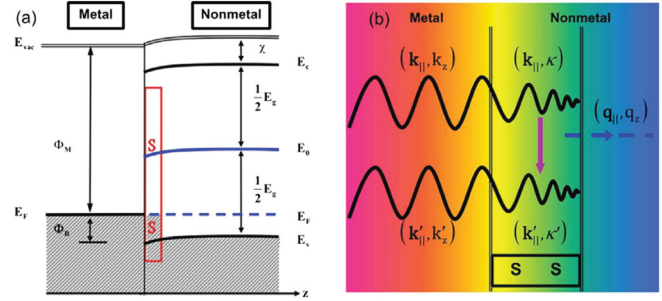 (a)
Metal
Nonmetal
E_vac
χ
E_c
1/2 E_g
S
Φ_M
E_0
1/2 E_g
E_F
E_F
S
Φ_B
E_v
z
(b)
Metal
Nonmetal
(k_||, k_z)
(k_||, κ)
(q_||, q_z)
(k'_||, k'_z)
(k'_||, κ')
S S